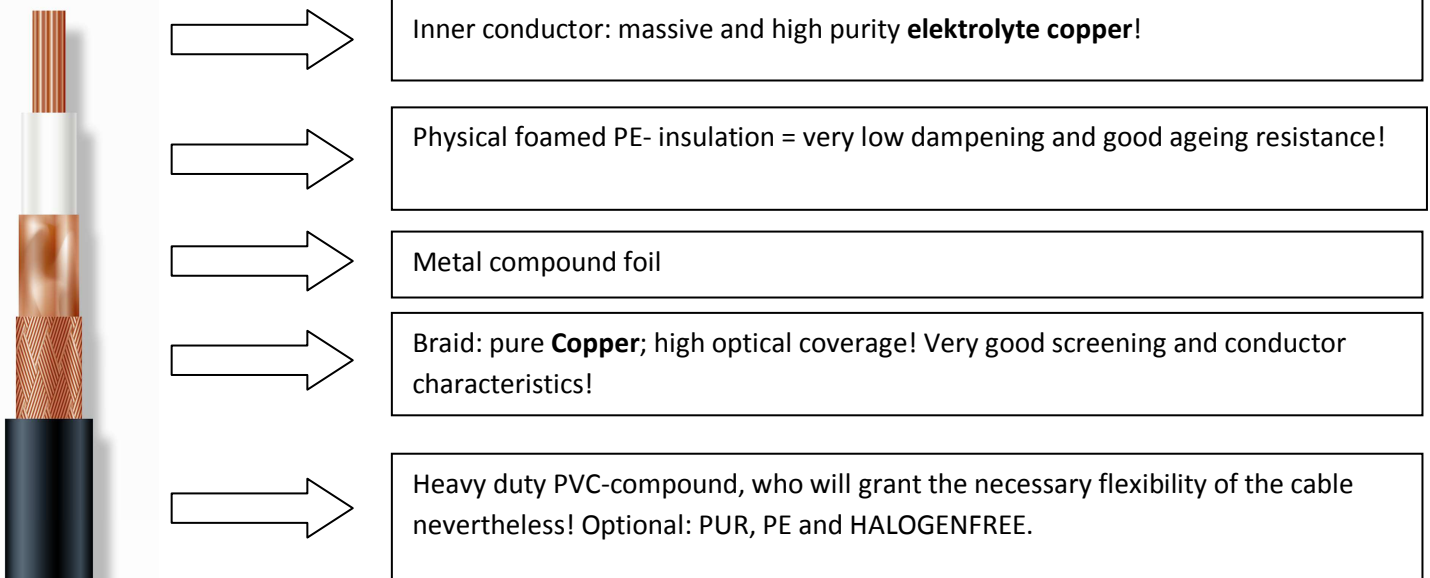 Inner conductor: massive and high purity elektrolyte copper!
Physical foamed PE- insulation = very low dampening and good ageing resistance!
Metal compound foil
Braid: pure Copper; high optical coverage! Very good screening and conductor
characteristics!
Heavy duty PVC-compound, who will grant the necessary flexibility of the cable
nevertheless! Optional: PUR, PE and HALOGENFREE.